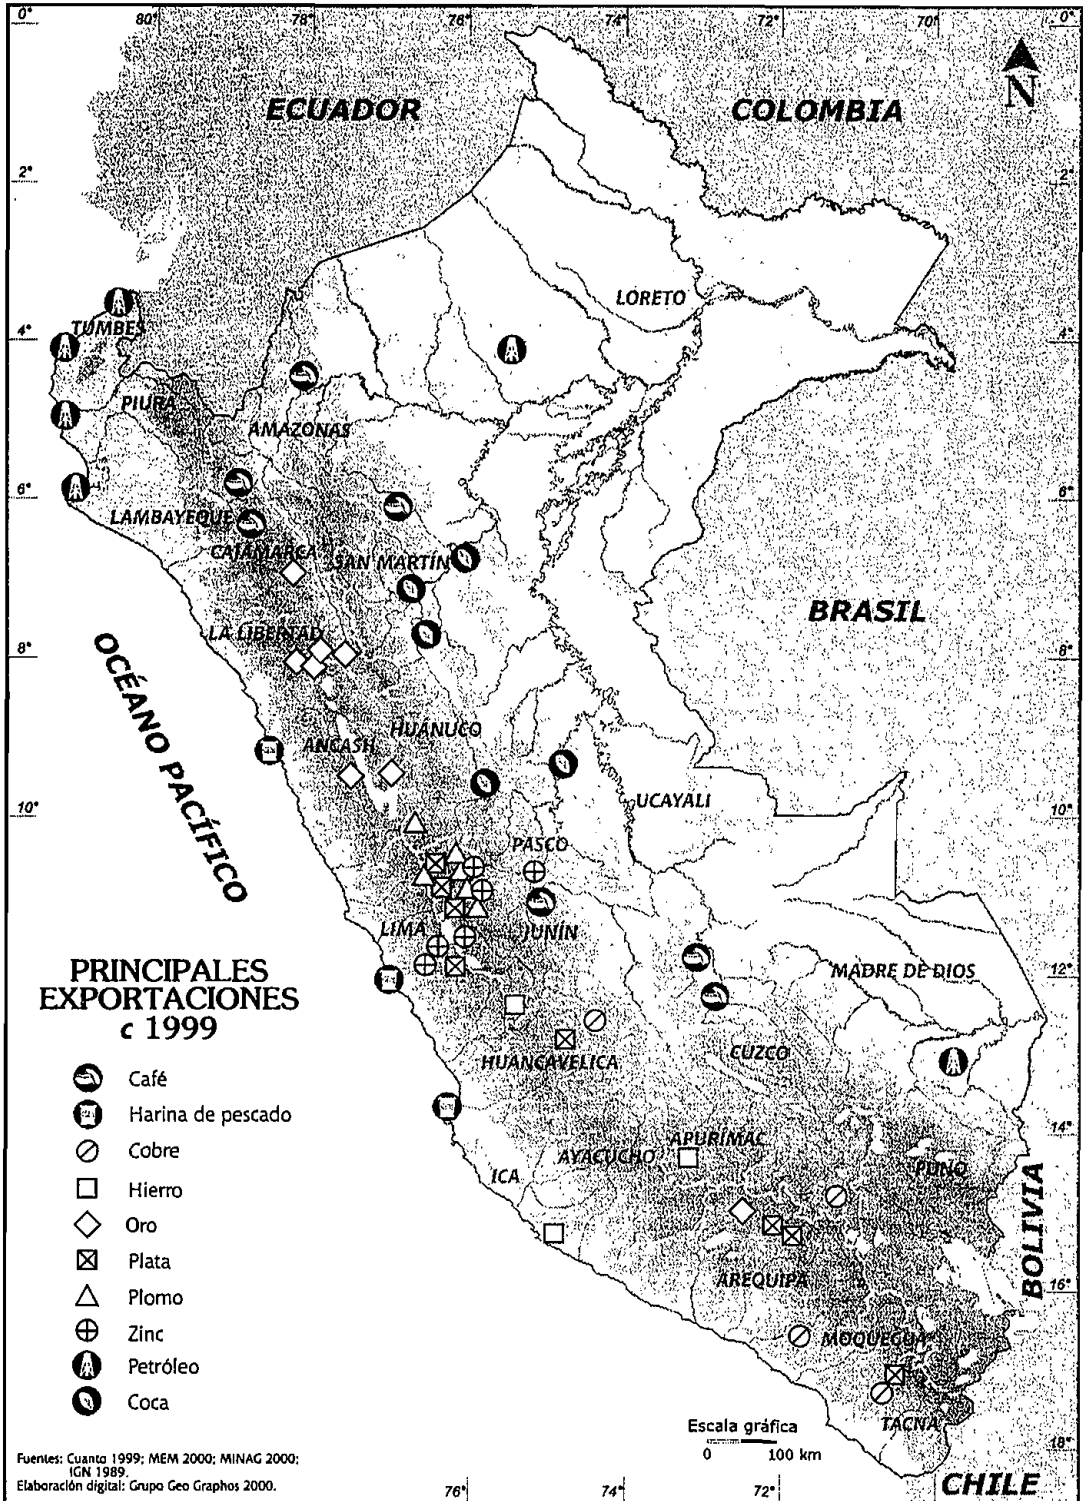 0° 80° 78° 76° 74° 72° 70° 0°
N
ECUADOR
COLOMBIA
2° 2°
LORETO
TUMBES
4° 4°
PIURA
AMAZONAS
6° 6°
LAMBAYEQUE
CAJAMARCA
SAN MARTÍN
BRASIL
LA LIBERTAD
8° 8°
OCÉANO PACÍFICO
HUÁNUCO
ANCASH
UCAYALI
10° 10°
PASCO
LIMA
JUNÍN
MADRE DE DIOS
12°
CUZCO
HUANCAVELICA
14°
APURÍMAC
AYACUCHO
PUNO
ICA
BOLIVIA
AREQUIPA
16°
MOQUEGUA
TACNA
18°
CHILE
PRINCIPALES
EXPORTACIONES
c 1999
Café
Harina de pescado
Cobre
Hierro
Oro
Plata
Plomo
Zinc
Petróleo
Coca
Escala gráfica
0 100 km
Fuentes: Cuanto 1999; MEM 2000; MINAG 2000;
IGN 1989.
Elaboración digital: Grupo Geo Graphos 2000.
76° 74° 72°